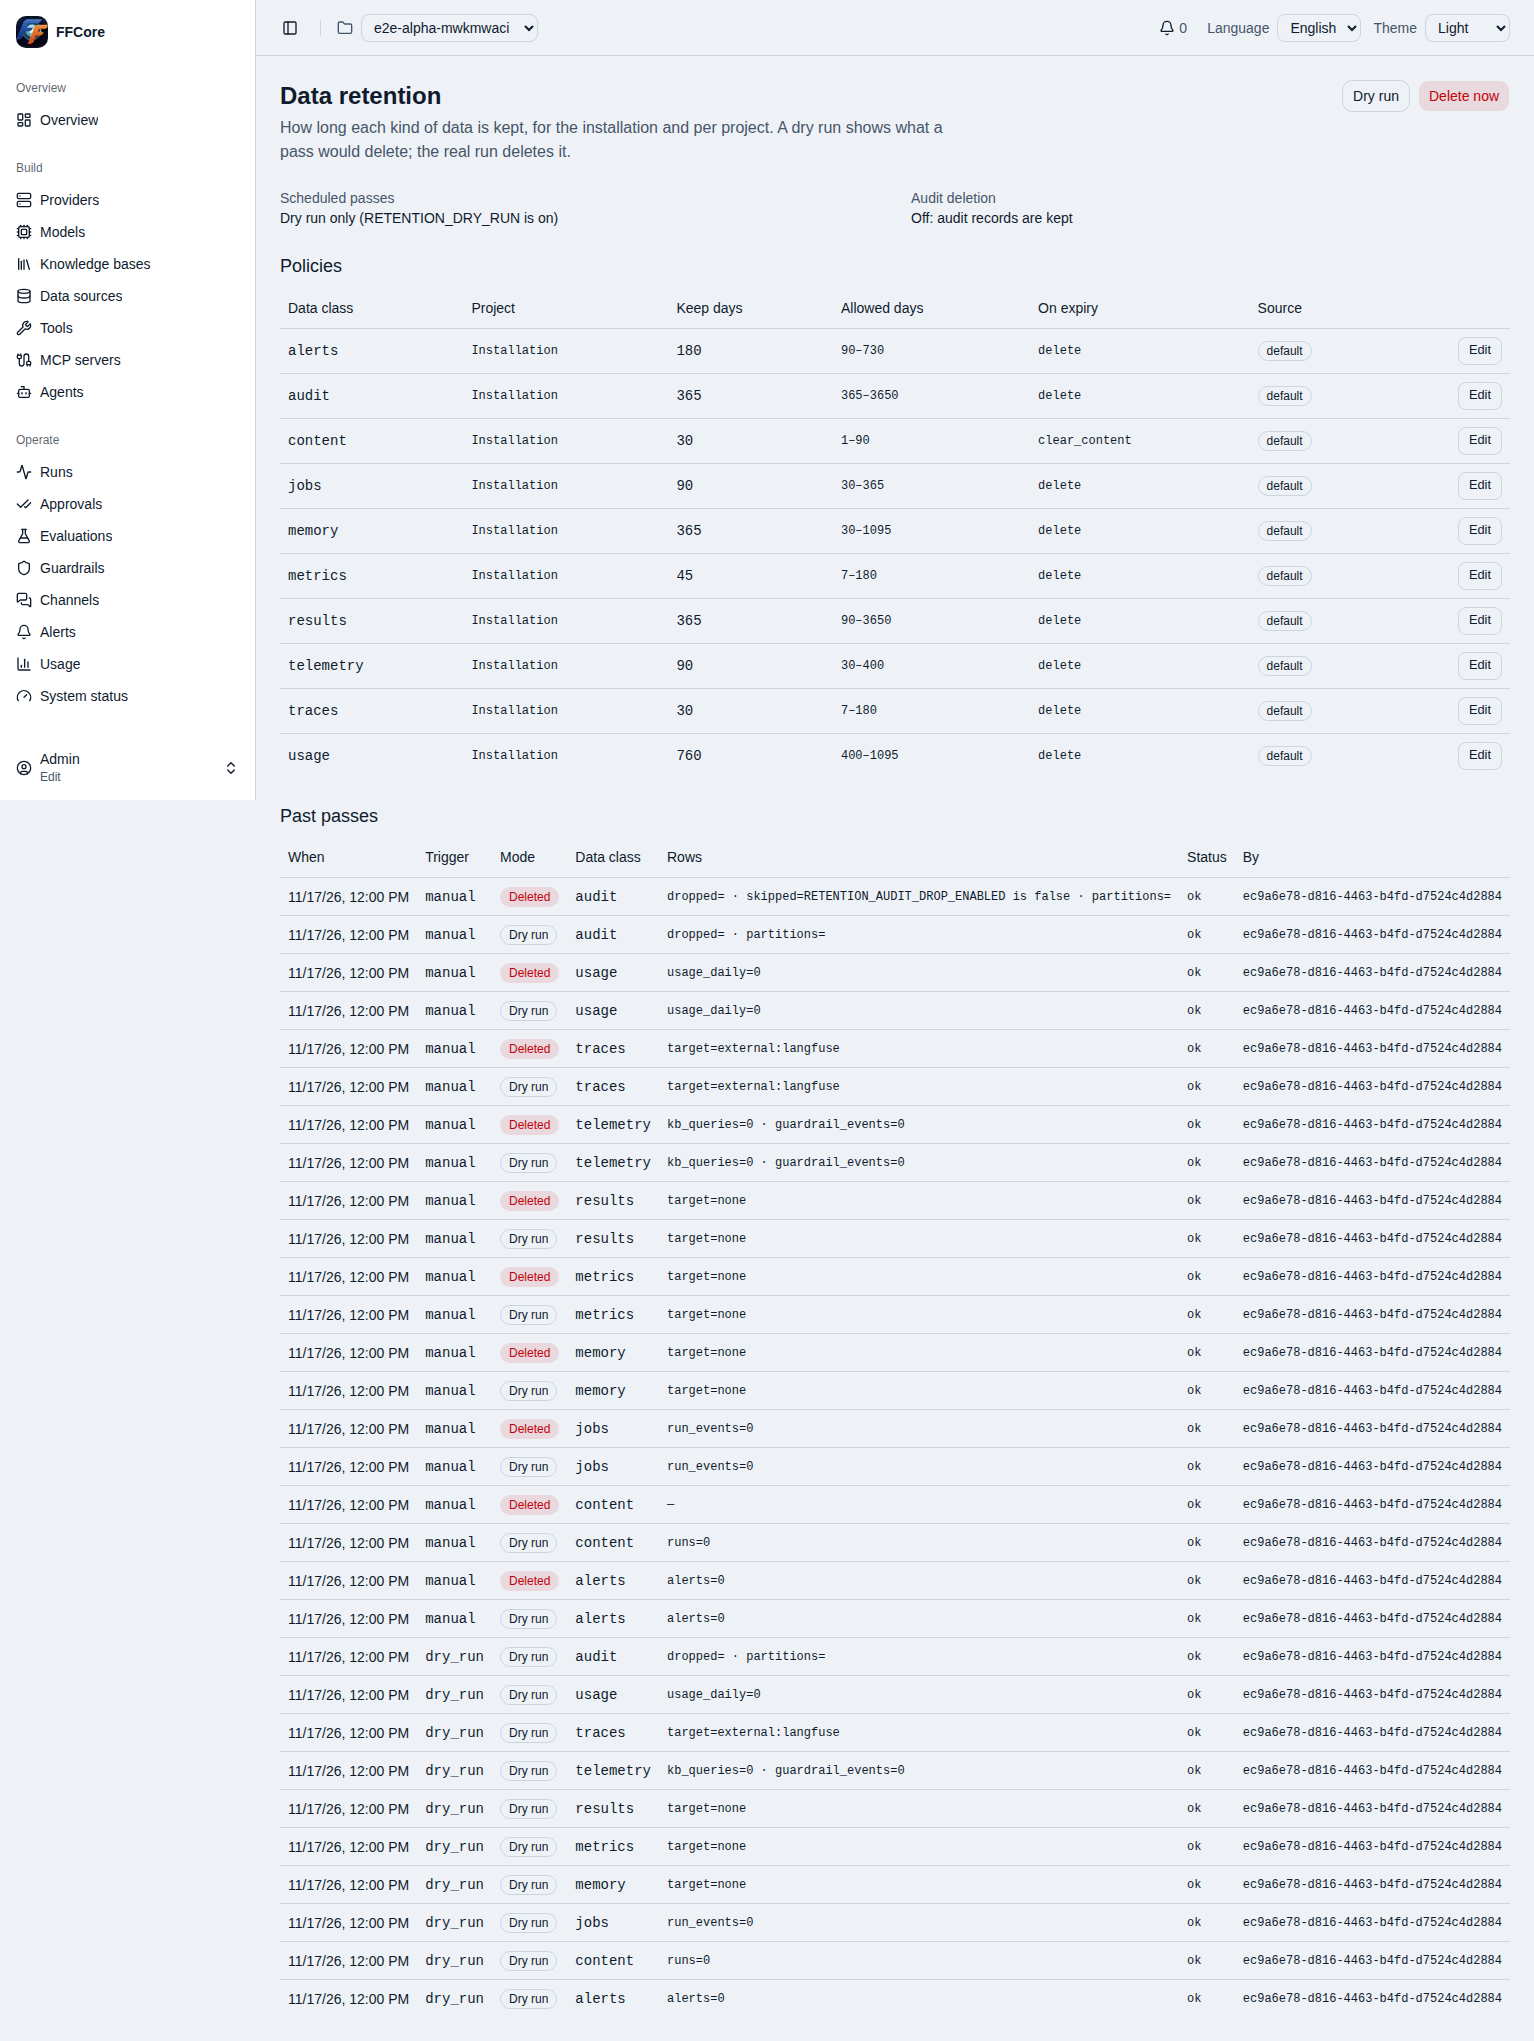 FFCore
Overview
Overview
Build
Providers
Models
Knowledge bases
Data sources
Tools
MCP servers
Agents
Operate
Runs
Approvals
Evaluations
Guardrails
Channels
Alerts
Usage
System status
Admin
Edit
e2e-alpha-mwkmwaci
0 Language English Theme Light
Data retention
Dry run Delete now
How long each kind of data is kept, for the installation and per project. A dry run shows what a
pass would delete; the real run deletes it.
Scheduled passes Audit deletion
Dry run only (RETENTION_DRY_RUN is on) Off: audit records are kept
Policies
Data class Project Keep days Allowed days On expiry Source
alerts Installation 180 90–730 delete default Edit
audit Installation 365 365–3650 delete default Edit
content Installation 30 1–90 clear_content default Edit
jobs Installation 90 30–365 delete default Edit
memory Installation 365 30–1095 delete default Edit
metrics Installation 45 7–180 delete default Edit
results Installation 365 90–3650 delete default Edit
telemetry Installation 90 30–400 delete default Edit
traces Installation 30 7–180 delete default Edit
usage Installation 760 400–1095 delete default Edit
Past passes
When Trigger Mode Data class Rows Status By
11/17/26, 12:00 PM manual Deleted audit dropped= · skipped=RETENTION_AUDIT_DROP_ENABLED is false · partitions= ok ec9a6e78-d816-4463-b4fd-d7524c4d2884
11/17/26, 12:00 PM manual Dry run audit dropped= · partitions= ok ec9a6e78-d816-4463-b4fd-d7524c4d2884
11/17/26, 12:00 PM manual Deleted usage usage_daily=0 ok ec9a6e78-d816-4463-b4fd-d7524c4d2884
11/17/26, 12:00 PM manual Dry run usage usage_daily=0 ok ec9a6e78-d816-4463-b4fd-d7524c4d2884
11/17/26, 12:00 PM manual Deleted traces target=external:langfuse ok ec9a6e78-d816-4463-b4fd-d7524c4d2884
11/17/26, 12:00 PM manual Dry run traces target=external:langfuse ok ec9a6e78-d816-4463-b4fd-d7524c4d2884
11/17/26, 12:00 PM manual Deleted telemetry kb_queries=0 · guardrail_events=0 ok ec9a6e78-d816-4463-b4fd-d7524c4d2884
11/17/26, 12:00 PM manual Dry run telemetry kb_queries=0 · guardrail_events=0 ok ec9a6e78-d816-4463-b4fd-d7524c4d2884
11/17/26, 12:00 PM manual Deleted results target=none ok ec9a6e78-d816-4463-b4fd-d7524c4d2884
11/17/26, 12:00 PM manual Dry run results target=none ok ec9a6e78-d816-4463-b4fd-d7524c4d2884
11/17/26, 12:00 PM manual Deleted metrics target=none ok ec9a6e78-d816-4463-b4fd-d7524c4d2884
11/17/26, 12:00 PM manual Dry run metrics target=none ok ec9a6e78-d816-4463-b4fd-d7524c4d2884
11/17/26, 12:00 PM manual Deleted memory target=none ok ec9a6e78-d816-4463-b4fd-d7524c4d2884
11/17/26, 12:00 PM manual Dry run memory target=none ok ec9a6e78-d816-4463-b4fd-d7524c4d2884
11/17/26, 12:00 PM manual Deleted jobs run_events=0 ok ec9a6e78-d816-4463-b4fd-d7524c4d2884
11/17/26, 12:00 PM manual Dry run jobs run_events=0 ok ec9a6e78-d816-4463-b4fd-d7524c4d2884
11/17/26, 12:00 PM manual Deleted content — ok ec9a6e78-d816-4463-b4fd-d7524c4d2884
11/17/26, 12:00 PM manual Dry run content runs=0 ok ec9a6e78-d816-4463-b4fd-d7524c4d2884
11/17/26, 12:00 PM manual Deleted alerts alerts=0 ok ec9a6e78-d816-4463-b4fd-d7524c4d2884
11/17/26, 12:00 PM manual Dry run alerts alerts=0 ok ec9a6e78-d816-4463-b4fd-d7524c4d2884
11/17/26, 12:00 PM dry_run Dry run audit dropped= · partitions= ok ec9a6e78-d816-4463-b4fd-d7524c4d2884
11/17/26, 12:00 PM dry_run Dry run usage usage_daily=0 ok ec9a6e78-d816-4463-b4fd-d7524c4d2884
11/17/26, 12:00 PM dry_run Dry run traces target=external:langfuse ok ec9a6e78-d816-4463-b4fd-d7524c4d2884
11/17/26, 12:00 PM dry_run Dry run telemetry kb_queries=0 · guardrail_events=0 ok ec9a6e78-d816-4463-b4fd-d7524c4d2884
11/17/26, 12:00 PM dry_run Dry run results target=none ok ec9a6e78-d816-4463-b4fd-d7524c4d2884
11/17/26, 12:00 PM dry_run Dry run metrics target=none ok ec9a6e78-d816-4463-b4fd-d7524c4d2884
11/17/26, 12:00 PM dry_run Dry run memory target=none ok ec9a6e78-d816-4463-b4fd-d7524c4d2884
11/17/26, 12:00 PM dry_run Dry run jobs run_events=0 ok ec9a6e78-d816-4463-b4fd-d7524c4d2884
11/17/26, 12:00 PM dry_run Dry run content runs=0 ok ec9a6e78-d816-4463-b4fd-d7524c4d2884
11/17/26, 12:00 PM dry_run Dry run alerts alerts=0 ok ec9a6e78-d816-4463-b4fd-d7524c4d2884